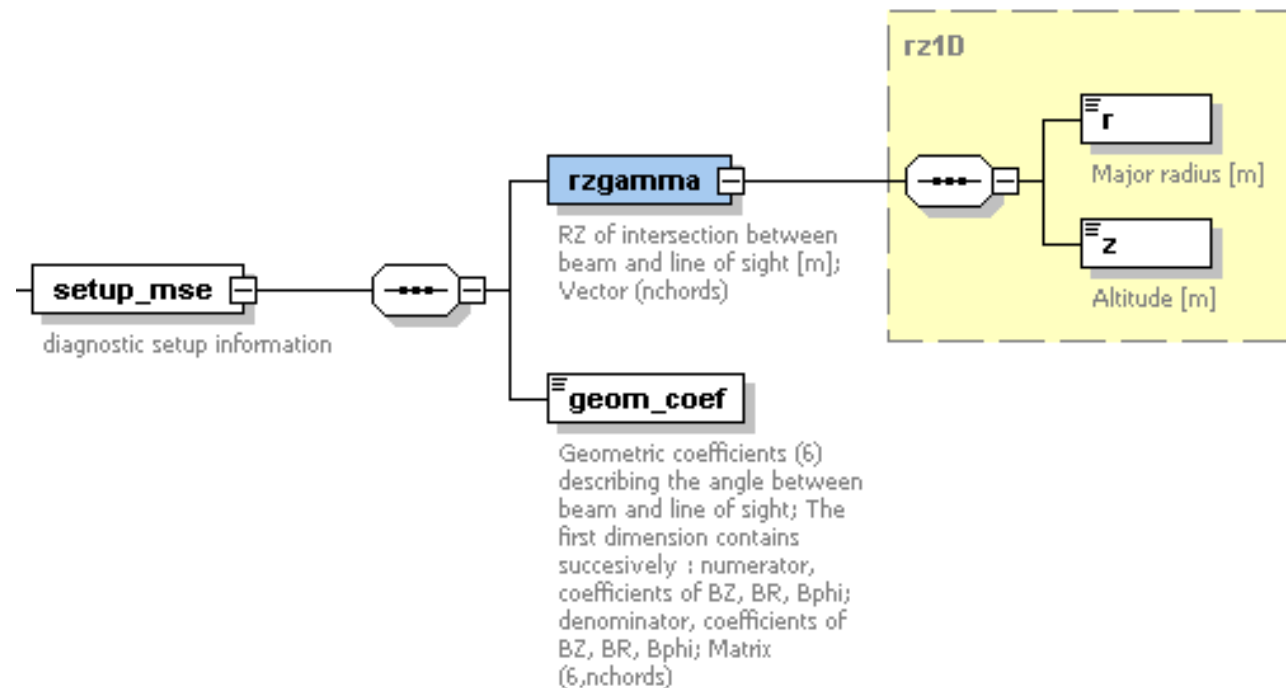 rz1D
r
Major radius [m]
rzgamma
RZ of intersection between
beam and line of sight [m];
Vector (nchords)
z
Altitude [m]
setup_mse
diagnostic setup information
geom_coef
Geometric coefficients (6)
describing the angle between
beam and line of sight; The
first dimension contains
succesively : numerator,
coefficients of BZ, BR, Bphi;
denominator, coefficients of
BZ, BR, Bphi; Matrix
(6,nchords)